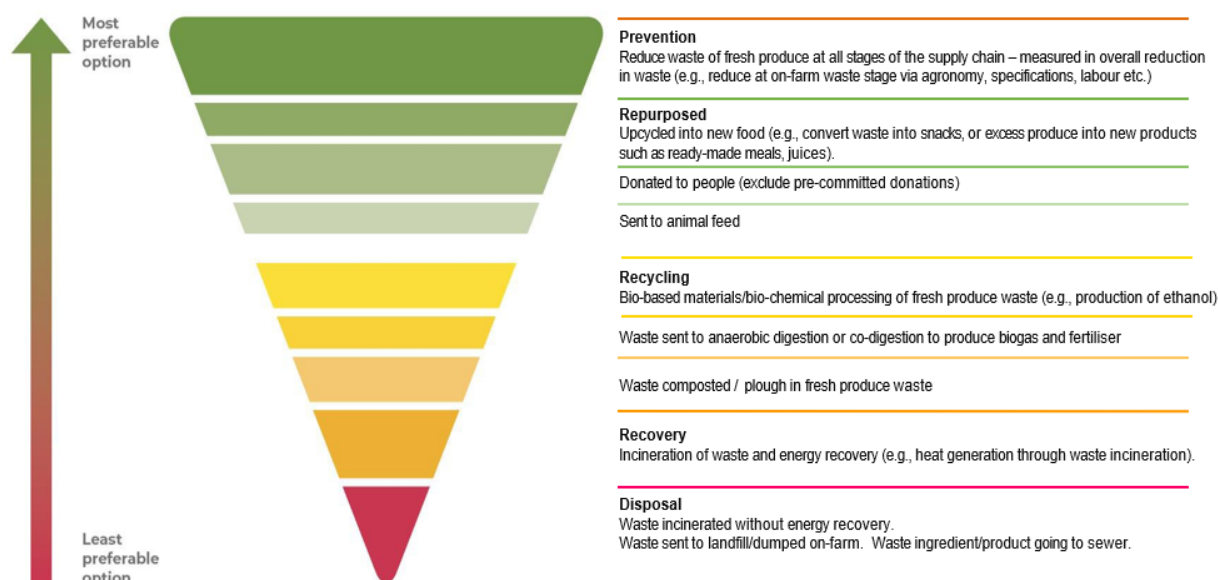 Most
preferable
option
Prevention
Reduce waste of fresh produce at all stages of the supply chain – measured in overall reduction
in waste (e.g., reduce at on-farm waste stage via agronomy, specifications, labour etc.)
Repurposed
Upcycled into new food (e.g., convert waste into snacks, or excess produce into new products
such as ready-made meals, juices).
Donated to people (exclude pre-committed donations)
Sent to animal feed
Recycling
Bio-based materials/bio-chemical processing of fresh produce waste (e.g., production of ethanol)
Waste sent to anaerobic digestion or co-digestion to produce biogas and fertiliser
Waste composted / plough in fresh produce waste
Recovery
Incineration of waste and energy recovery (e.g., heat generation through waste incineration).
Disposal
Waste incinerated without energy recovery.
Waste sent to landfill/dumped on-farm. Waste ingredient/product going to sewer.
Least
preferable
option